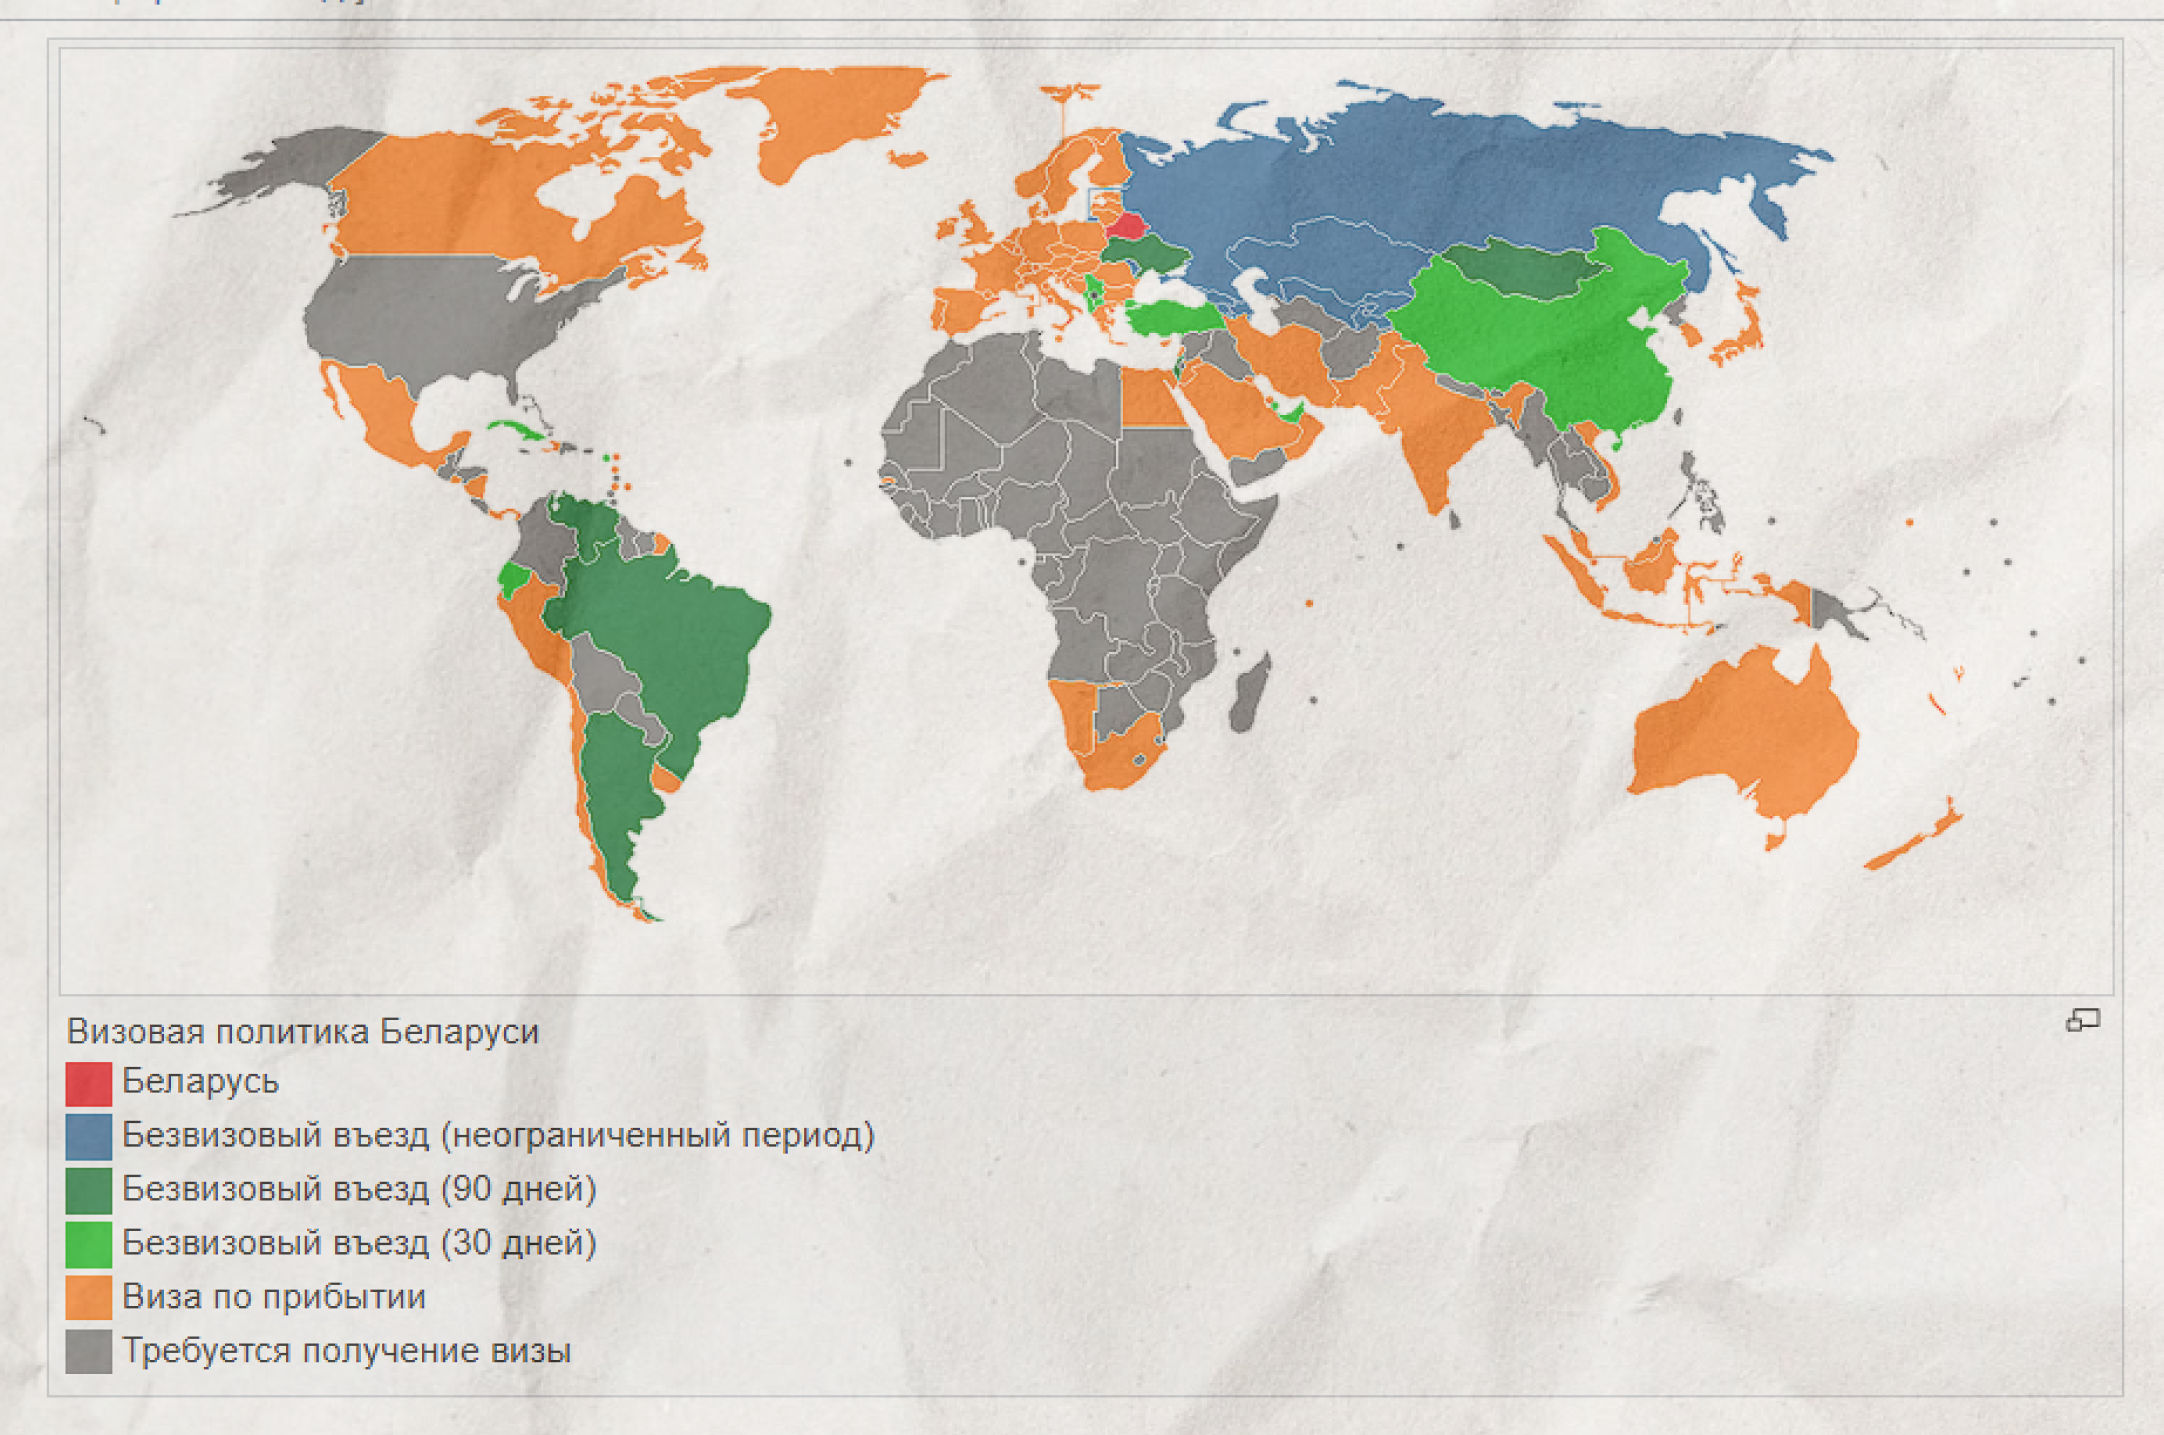 Визовая политика Беларуси
Беларусь
Безвизовый въезд (неограниченный период)
Безвизовый въезд (90 дней)
Безвизовый въезд (30 дней)
Виза по прибытии
Требуется получение визы